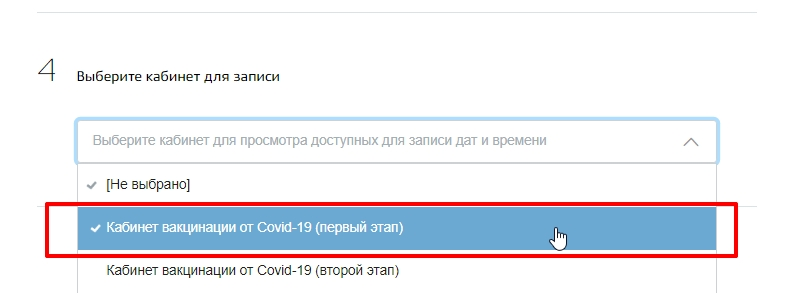 4 Выберите кабинет для записи
Выберите кабинет для просмотра доступных для записи дат и времени
[Не выбрано]
Кабинет вакцинации от Covid-19 (первый этап)
Кабинет вакцинации от Covid-19 (второй этап)